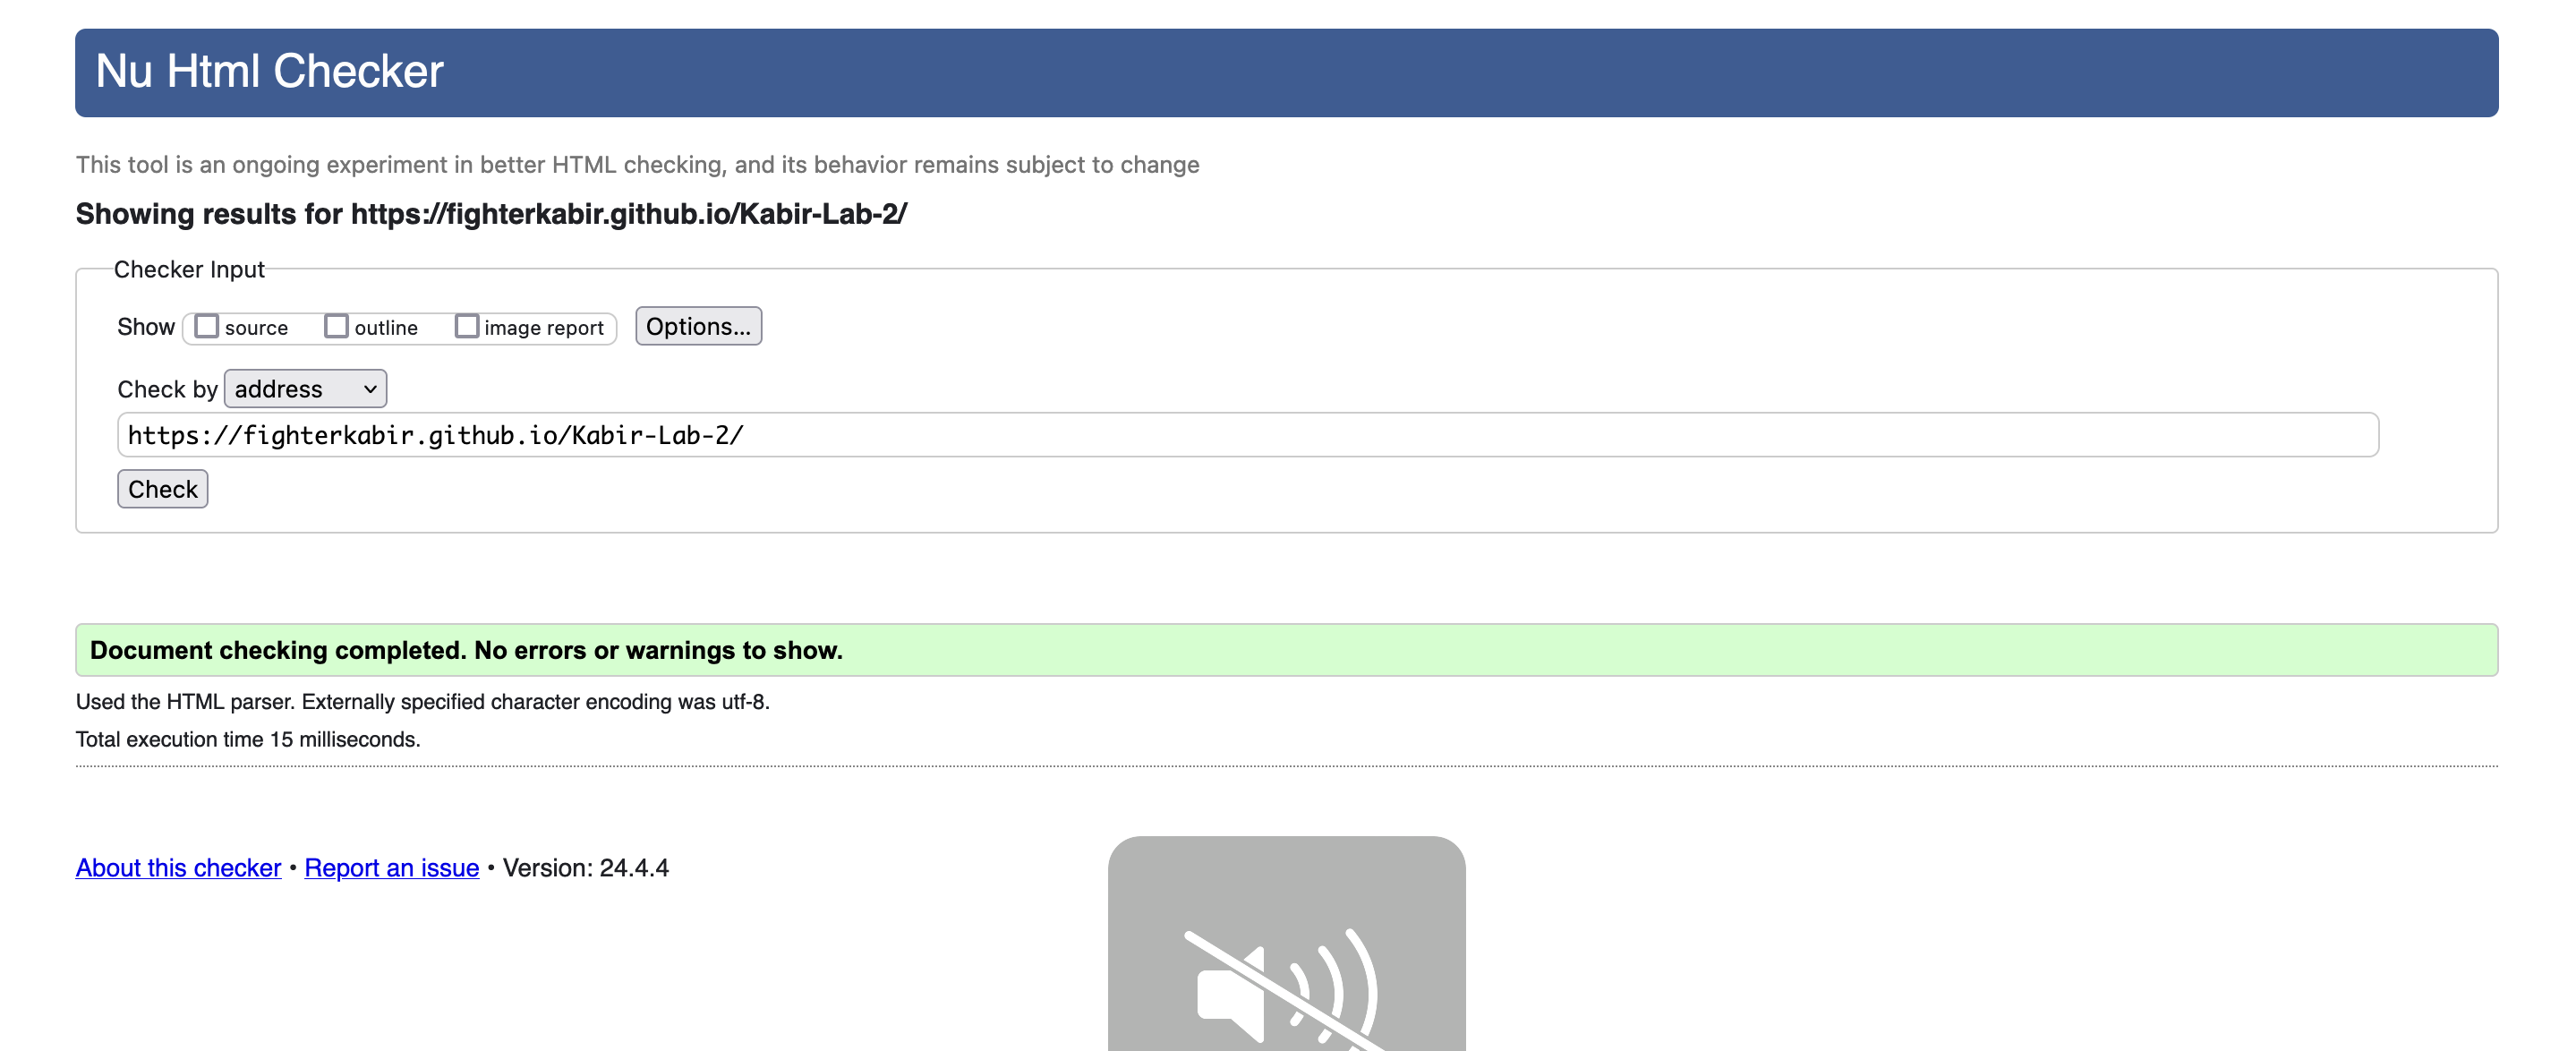 Nu Html Checker
This tool is an ongoing experiment in better HTML checking, and its behavior remains subject to change
Showing results for https://fighterkabir.github.io/Kabir-Lab-2/
Checker Input
Show source outline image report Options...
Check by address
https://fighterkabir.github.io/Kabir-Lab-2/
Check
Document checking completed. No errors or warnings to show.
Used the HTML parser. Externally specified character encoding was utf-8.
Total execution time 15 milliseconds.
About this checker • Report an issue • Version: 24.4.4